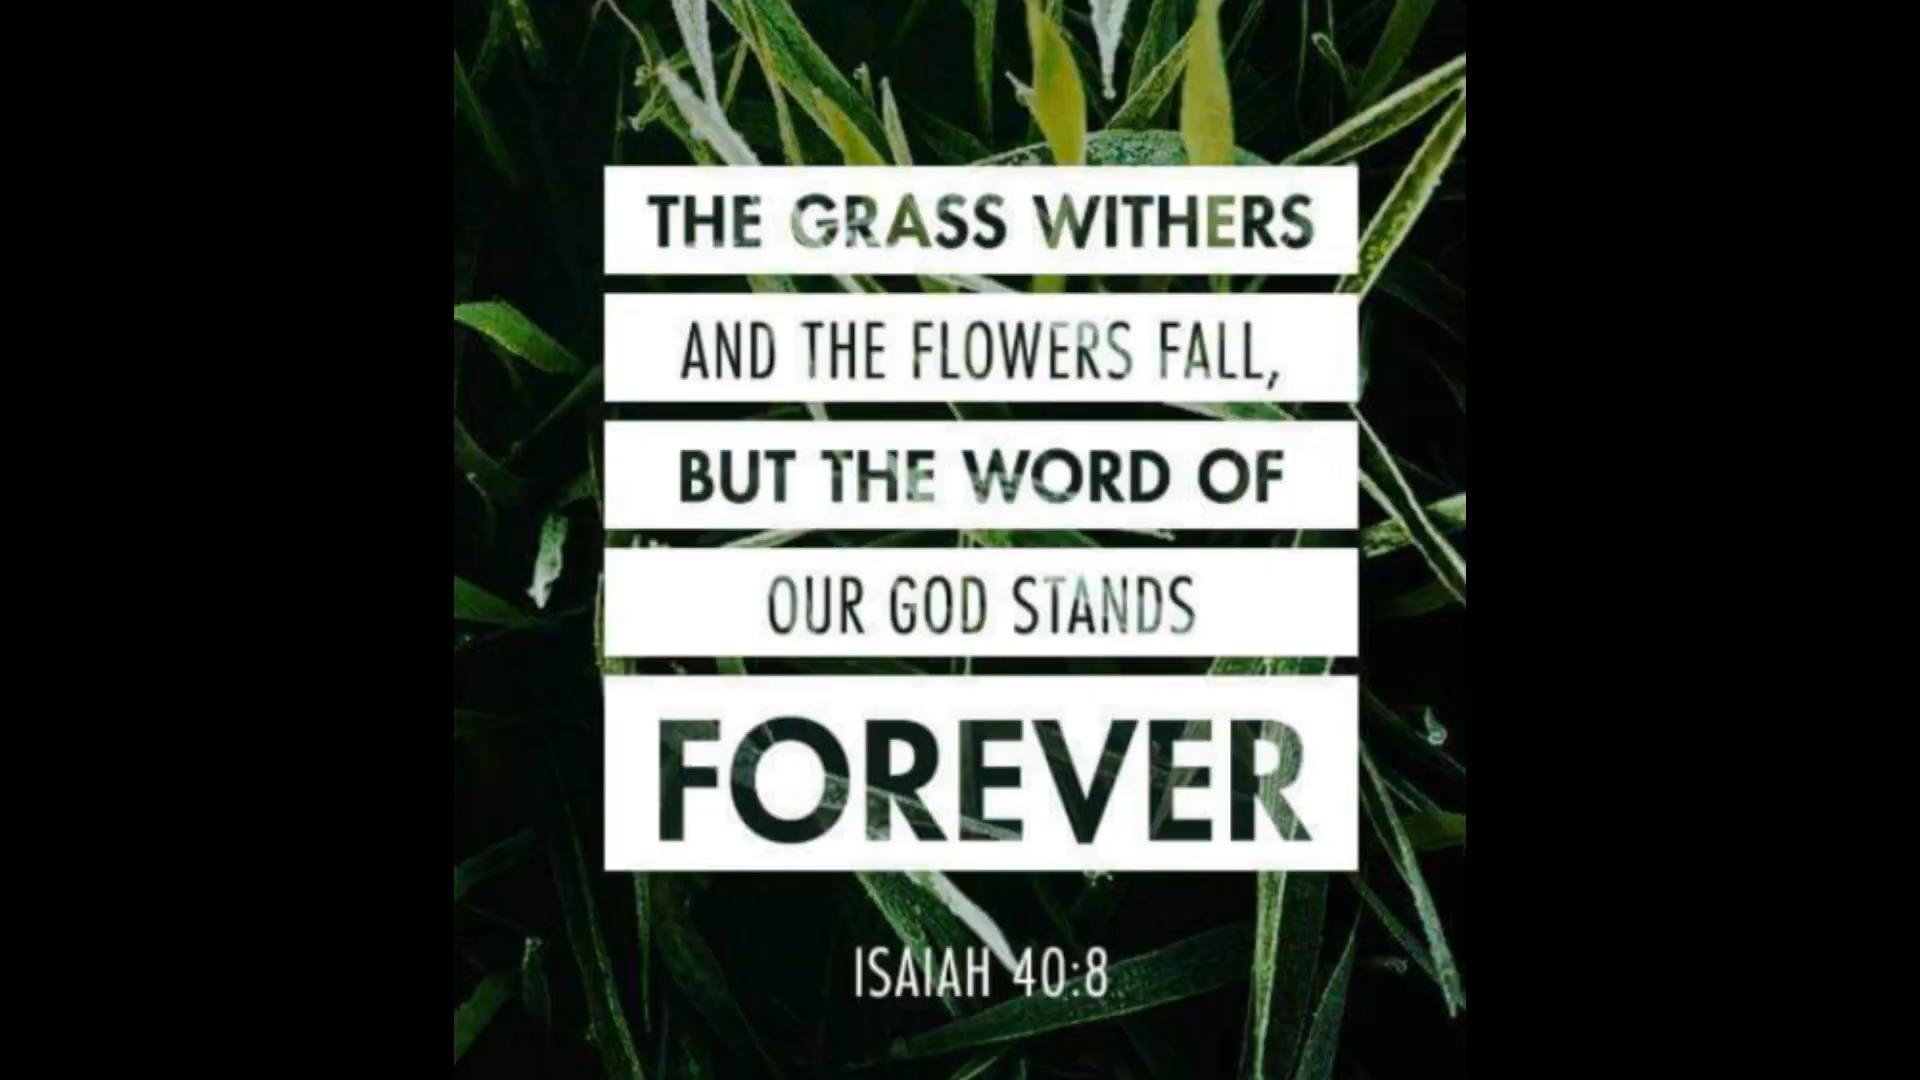 THE GRASS WITHERS
AND THE FLOWERS FALL,
BUT THE WORD OF
OUR GOD STANDS
FOREVER
ISAIAH 40:8